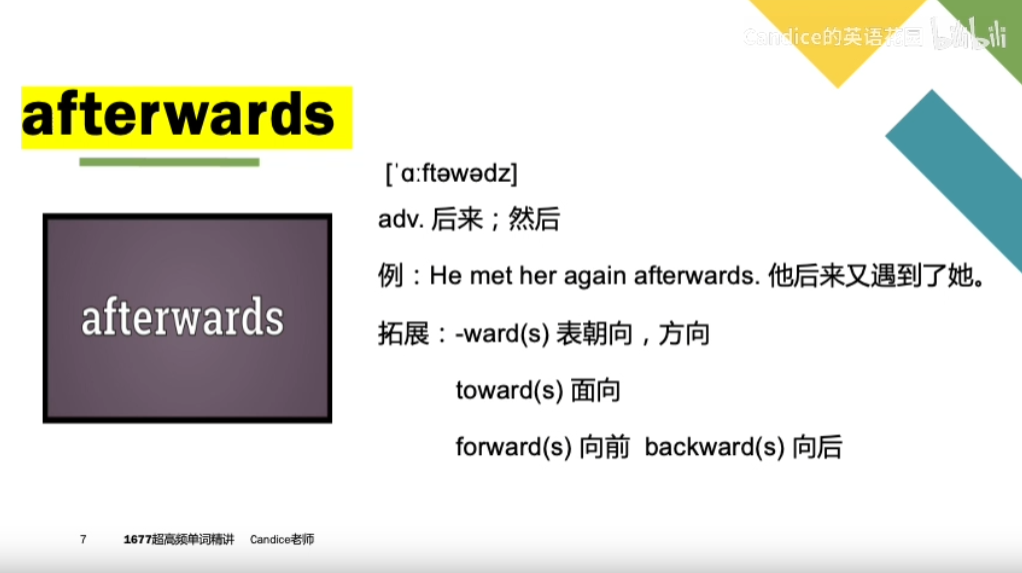 Candice的英语花园 bilibili
afterwards
[ˈɑːftəwədz]
adv. 后来；然后
例：He met her again afterwards. 他后来又遇到了她。
afterwards
拓展：-ward(s) 表朝向，方向
toward(s) 面向
forward(s) 向前 backward(s) 向后
7 1677超高频单词精讲 Candice老师